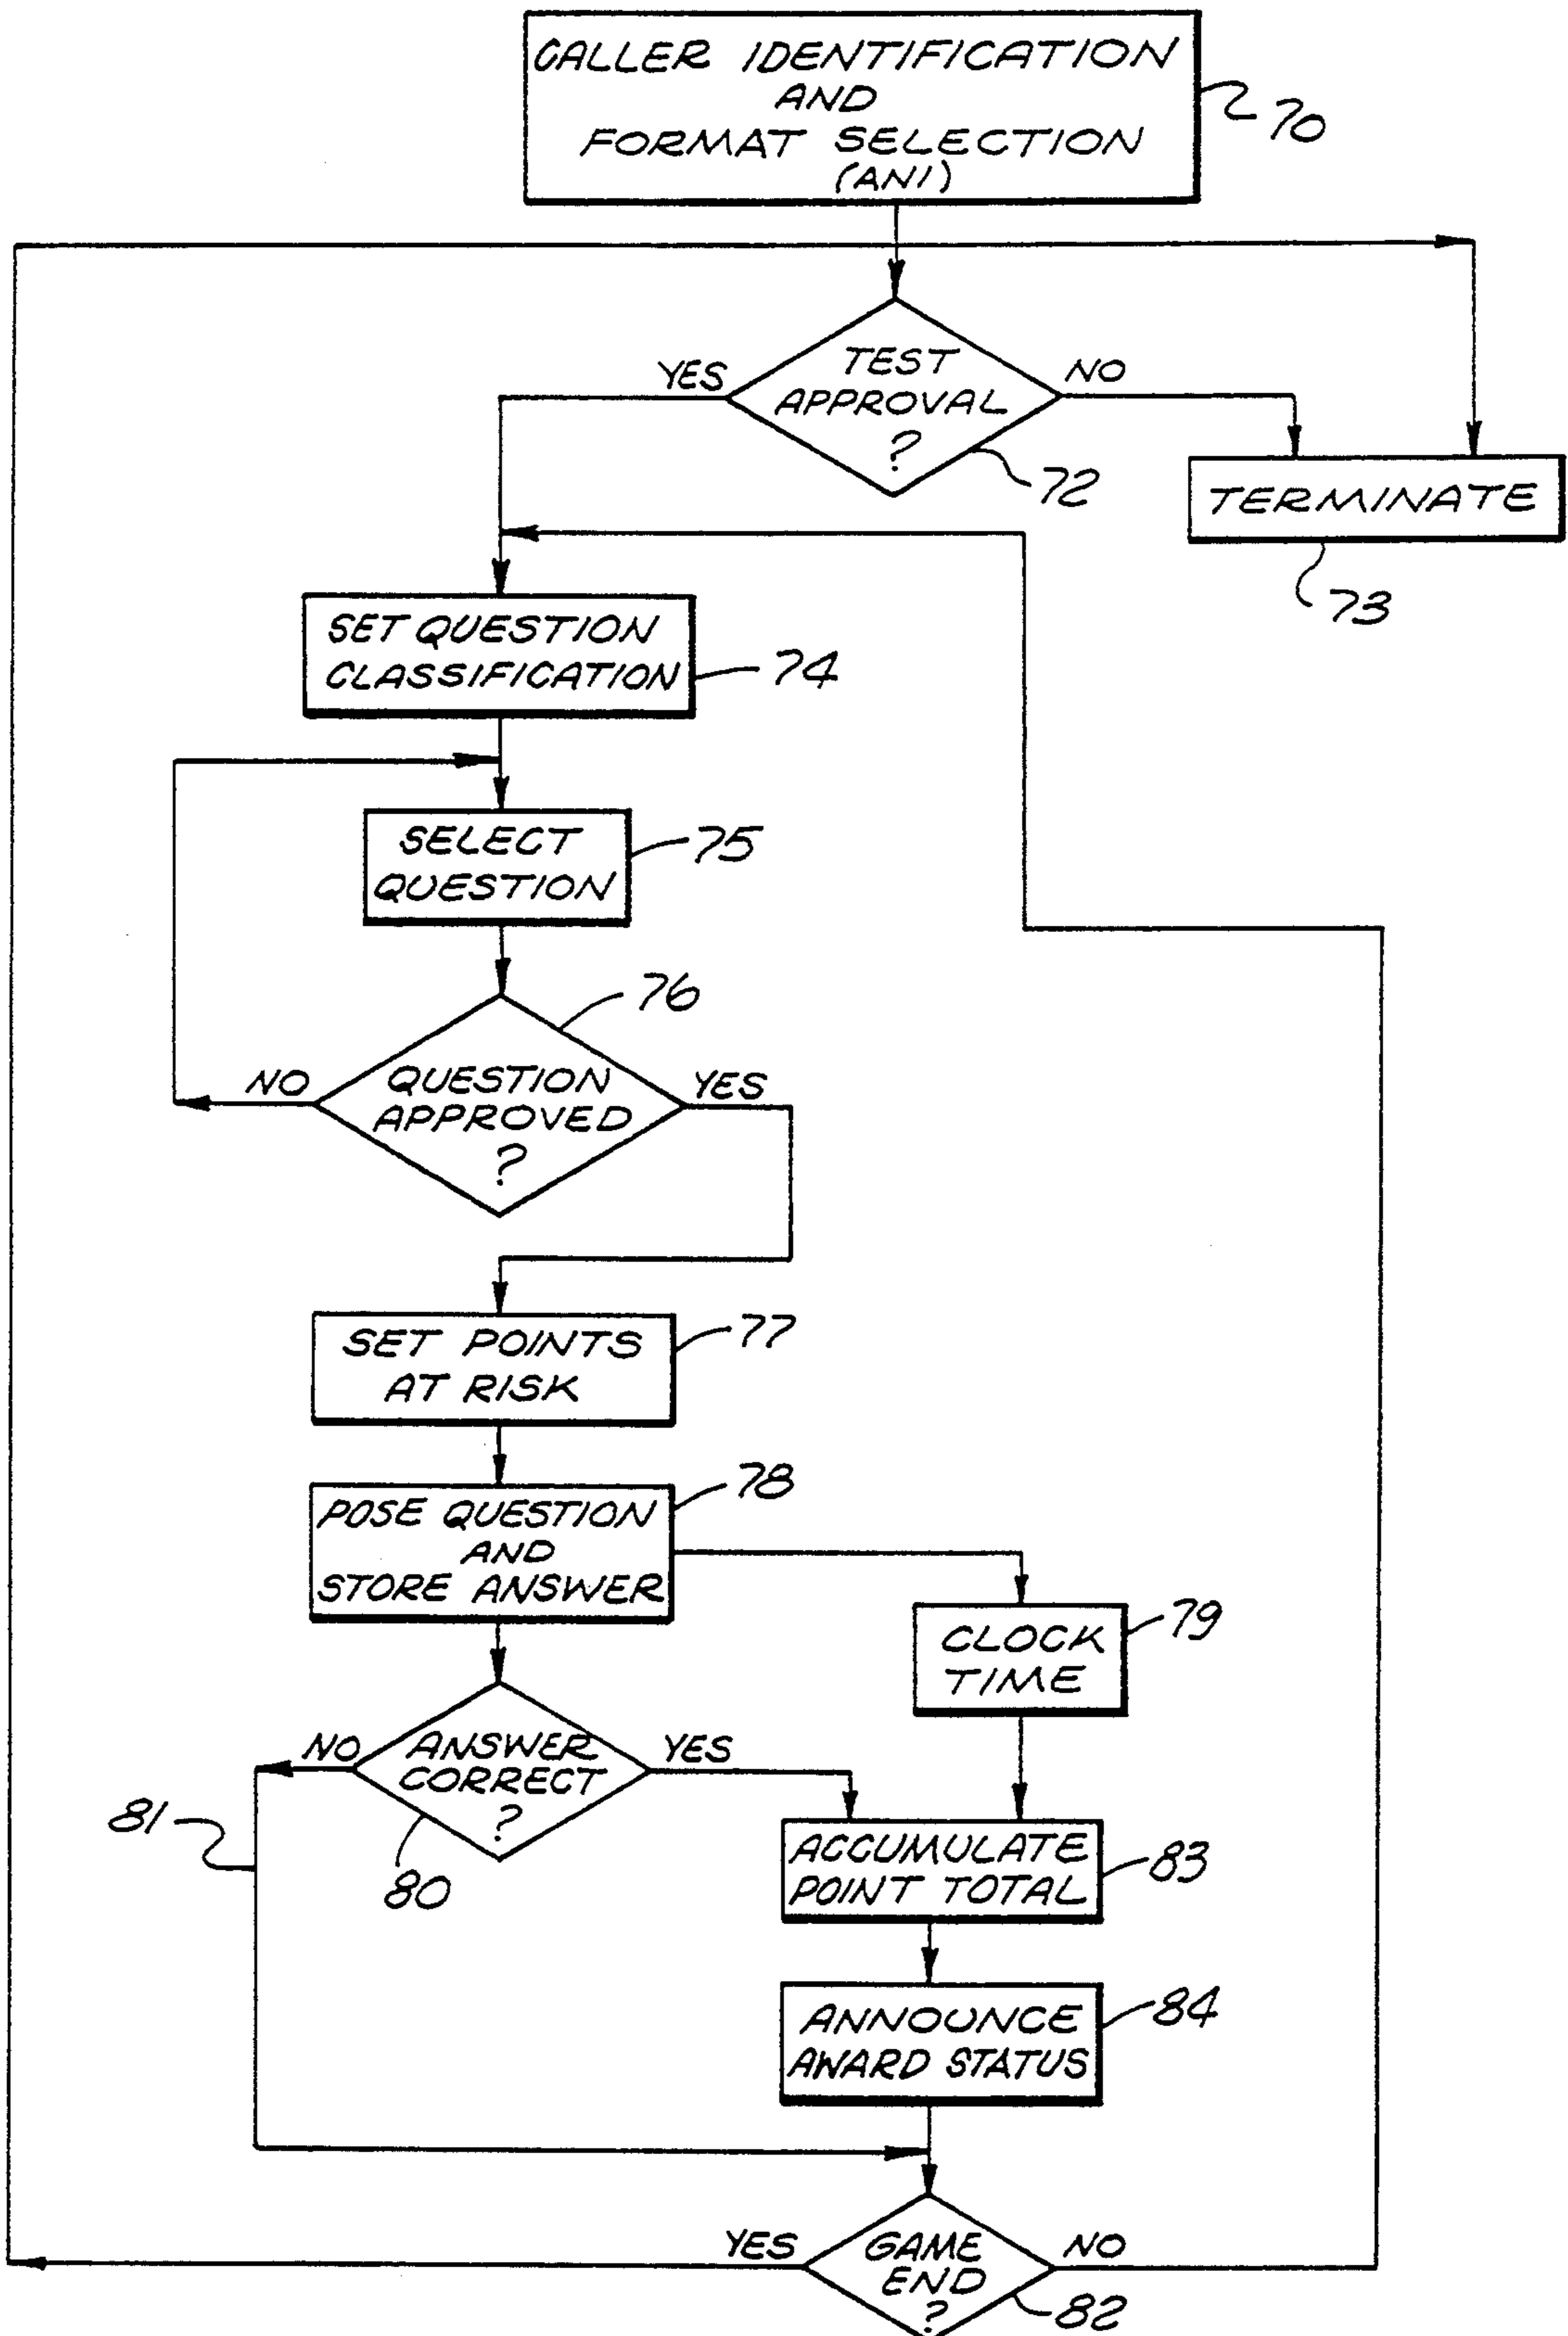 CALLER IDENTIFICATION
AND
FORMAT SELECTION
(ANI)
70
YES
TEST
APPROVAL
?
NO
72
TERMINATE
73
SET QUESTION
CLASSIFICATION
74
SELECT
QUESTION
75
76
NO
QUESTION
APPROVED
?
YES
SET POINTS
AT RISK
77
POSE QUESTION
AND
STORE ANSWER
78
CLOCK
TIME
79
NO
ANSWER
CORRECT
?
YES
81
80
ACCUMULATE
POINT TOTAL
83
ANNOUNCE
AWARD STATUS
84
YES
GAME
END
?
NO
82